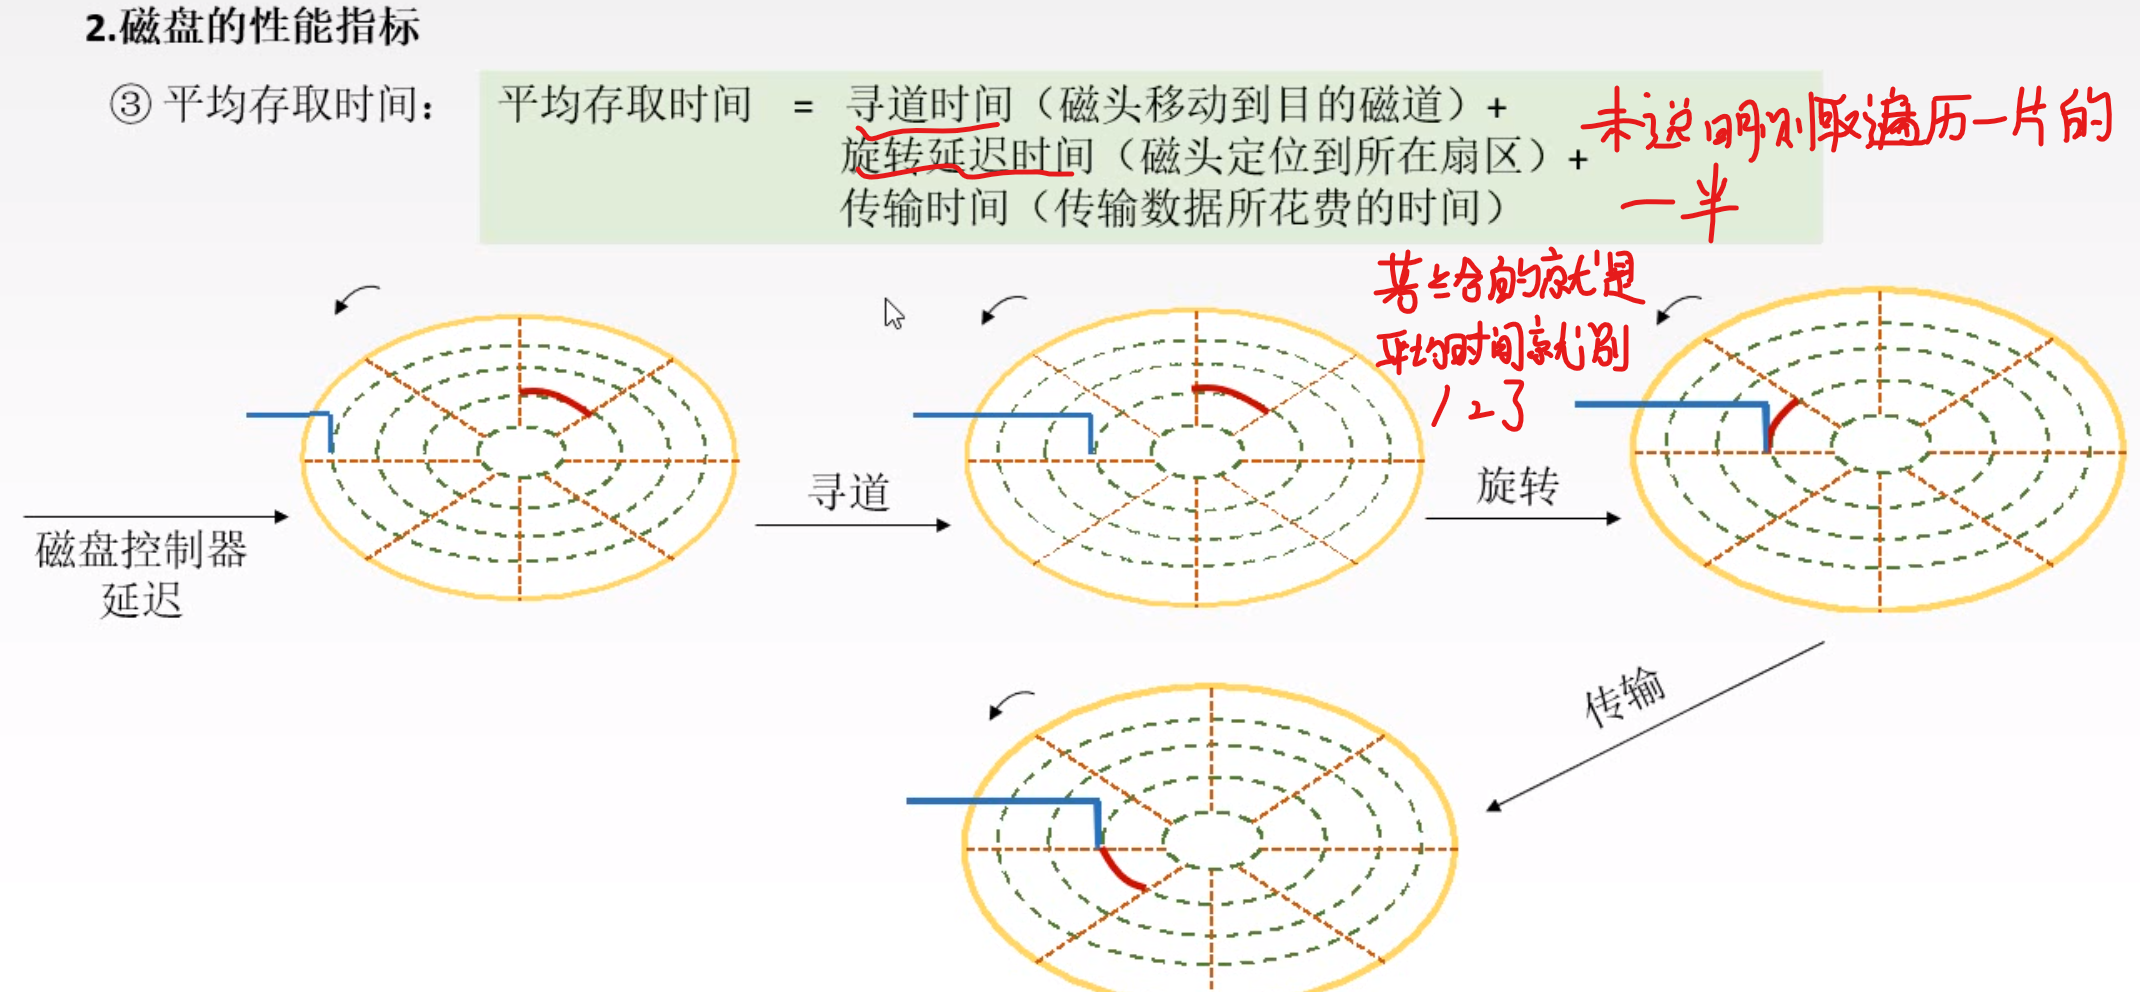 2.磁盘的性能指标
③ 平均存取时间： 平均存取时间 = 寻道时间（磁头移动到目的磁道）+
旋转延迟时间（磁头定位到所在扇区）+
传输时间（传输数据所花费的时间）
未说明则取遍历一片的
一半
若给的就是
平均时间就别
/2了
磁盘控制器
延迟
寻道
旋转
传输